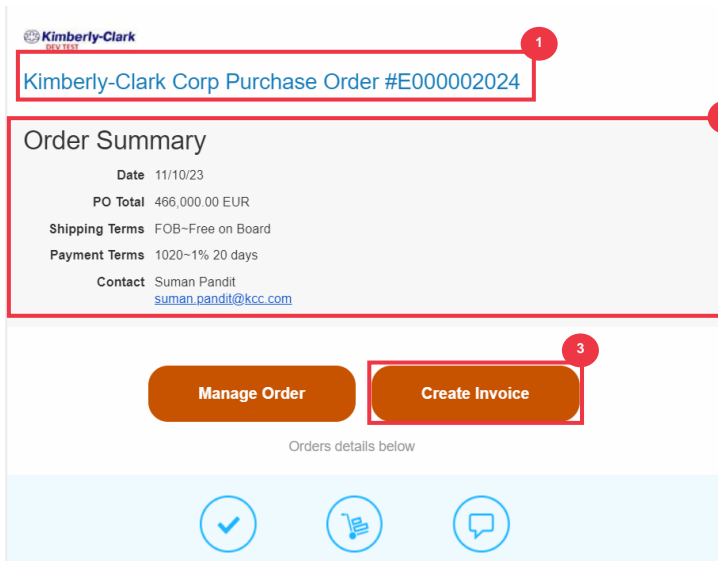 Kimberly-Clark
DEV TEST
1
Kimberly-Clark Corp Purchase Order #E000002024
Order Summary
Date 11/10/23
PO Total 466,000.00 EUR
Shipping Terms FOB~Free on Board
Payment Terms 1020~1% 20 days
Contact Suman Pandit
suman.pandit@kcc.com
3
Manage Order Create Invoice
Orders details below